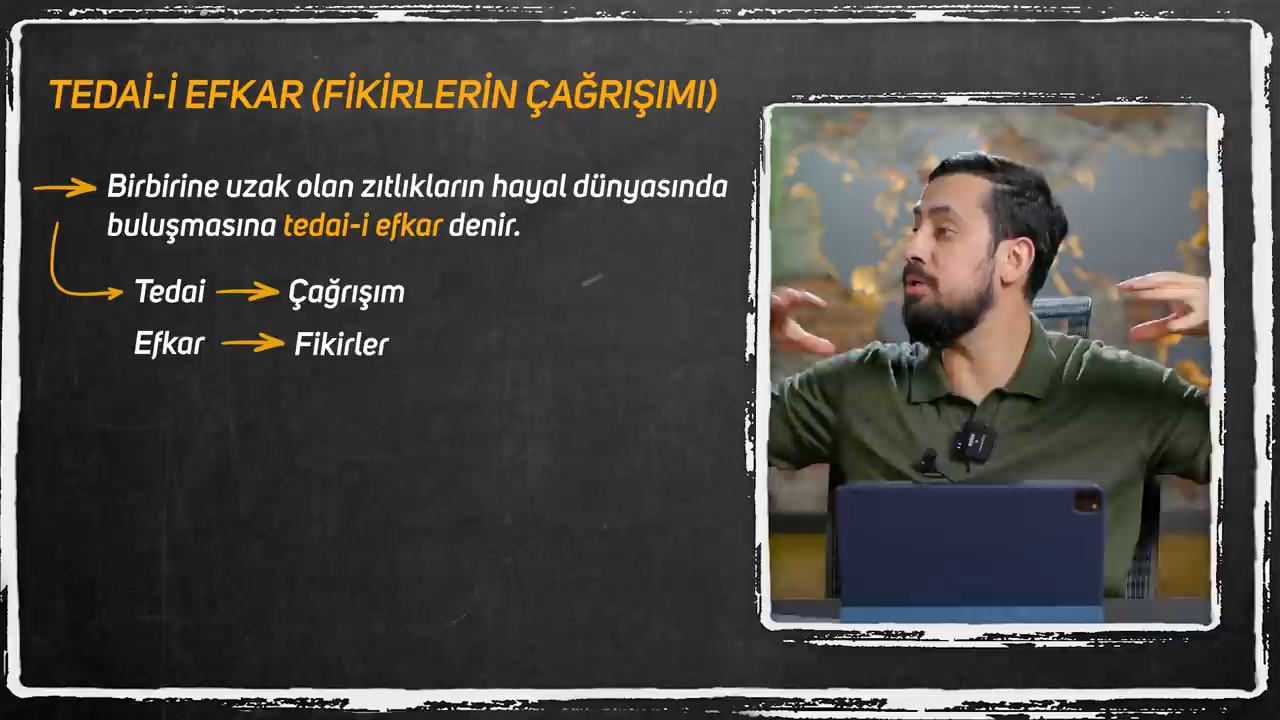 TEDAİ-İ EFKAR (FİKİRLERİN ÇAĞRIŞIMI)
Birbirine uzak olan zıtlıkların hayal dünyasında
buluşmasına tedai-i efkar denir.
Tedai → Çağrışım
Efkar → Fikirler